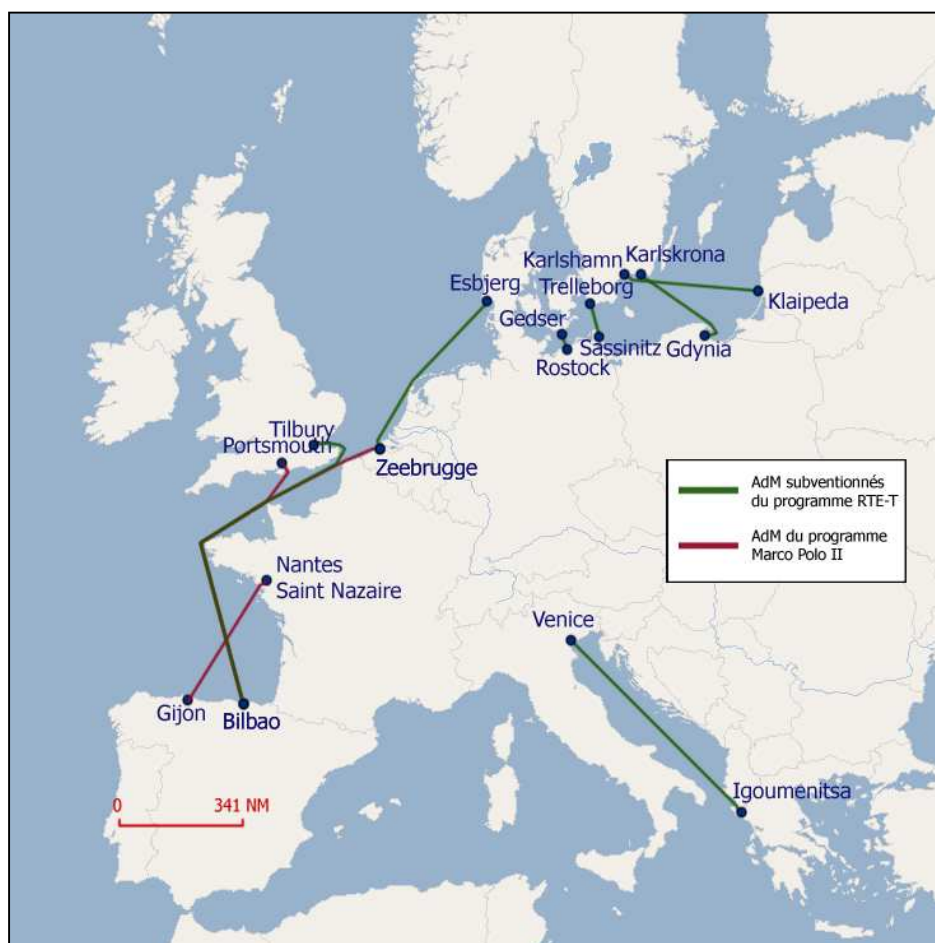 Karlshamn
Karlskrona
Esbjerg
Trelleborg
Klaipeda
Gedser
Sassinitz
Gdynia
Rostock
Tilbury
Portsmouth
Zeebrugge
AdM subventionnés
du programme RTE-T
AdM du programme
Marco Polo II
Nantes
Saint Nazaire
Venice
Gijon
Bilbao
Igoumenitsa
0
341 NM